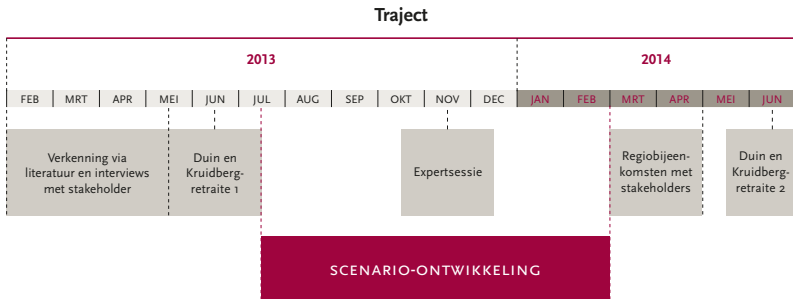 Traject
2013 2014
FEB MRT APR MEI JUN JUL AUG SEP OKT NOV DEC JAN FEB MRT APR MEI JUN
Verkenning via
literatuur en interviews
met stakeholder
Duin en
Kruidberg-
retraite 1
Expertsessie
Regiobijeen-
komsten met
stakeholders
Duin en
Kruidberg-
retraite 2
SCENARIO-ONTWIKKELING